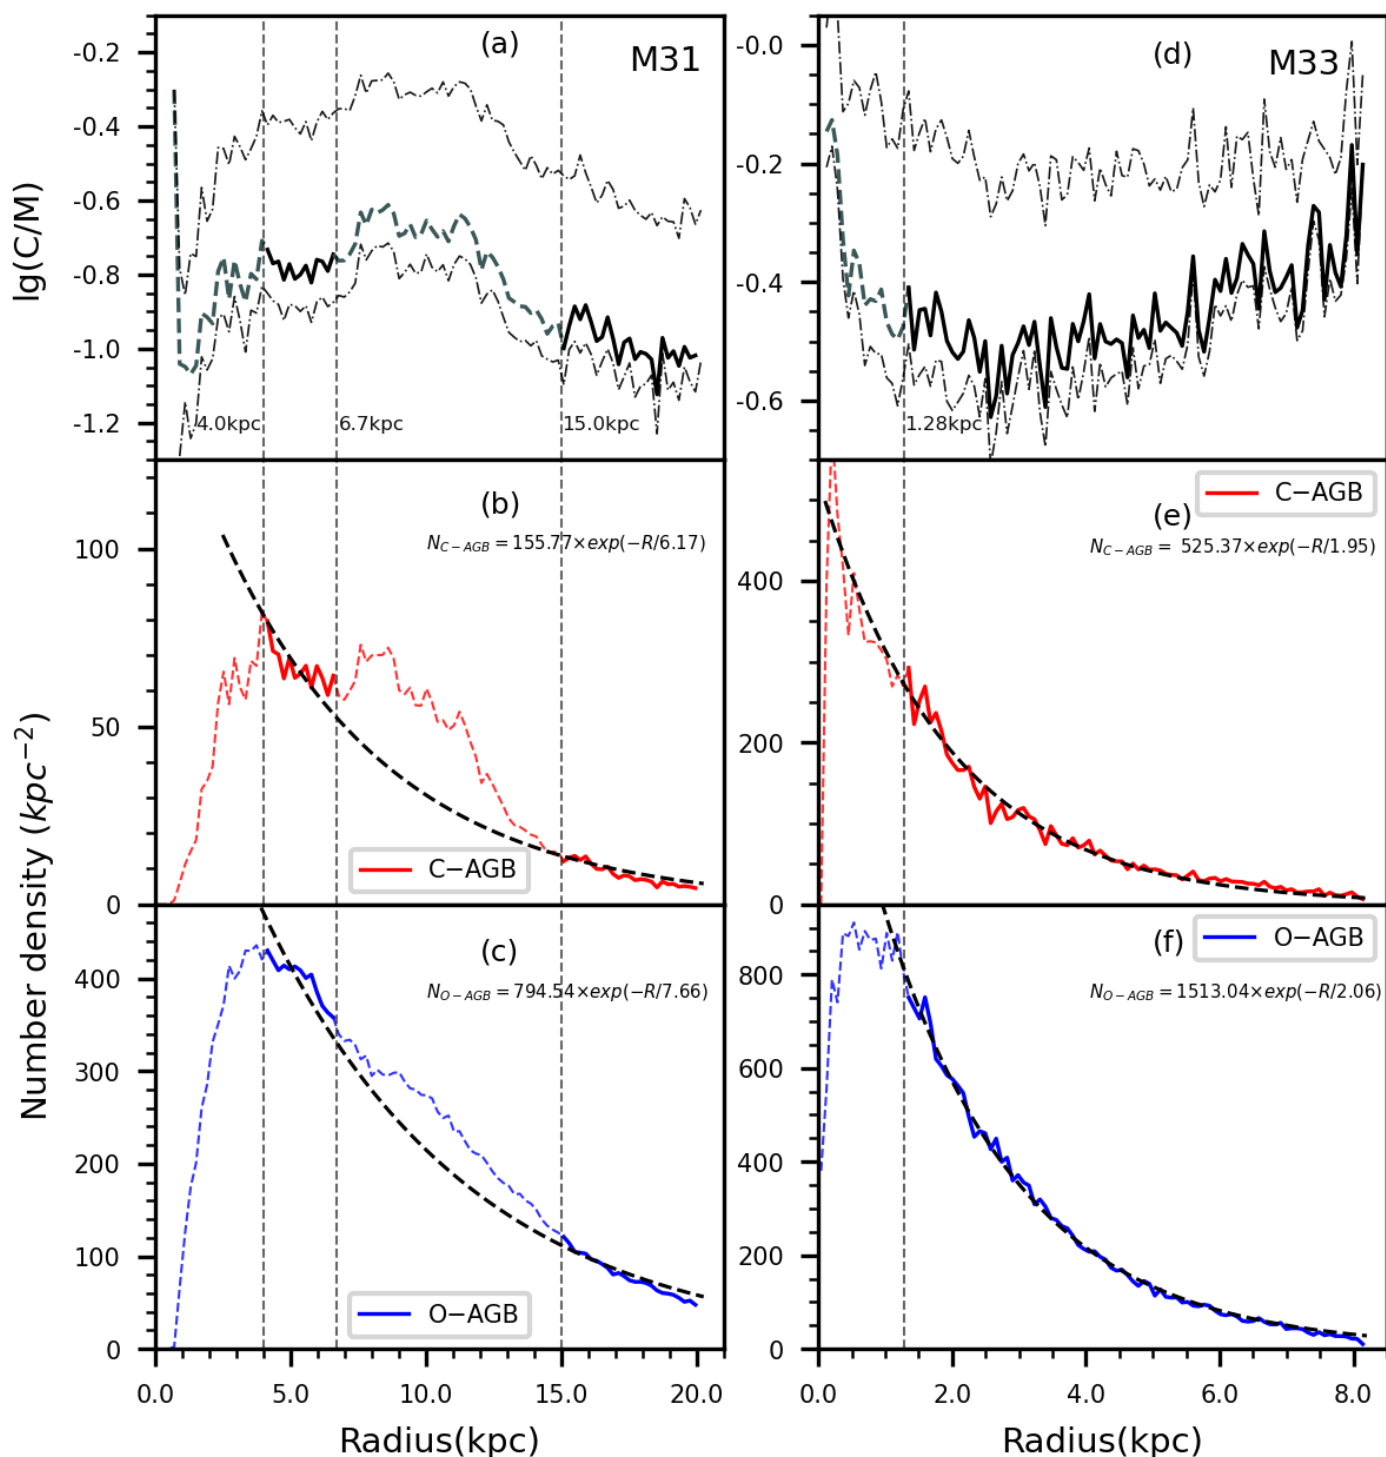 (a)
M31
-0.2
-0.4
-0.6
-0.8
-1.0
-1.2
lg(C/M)
4.0kpc
6.7kpc
15.0kpc
(d)
M33
-0.0
-0.2
-0.4
-0.6
1.28kpc
(b)
N_{C−AGB} = 155.77×exp(−R/6.17)
100
50
0
C−AGB
Number density (kpc^{−2})
C−AGB
(e)
N_{C−AGB} = 525.37×exp(−R/1.95)
400
200
0
(c)
N_{O−AGB} = 794.54×exp(−R/7.66)
400
300
200
100
0
O−AGB
0.0 5.0 10.0 15.0 20.0
Radius(kpc)
O−AGB
(f)
N_{O−AGB} = 1513.04×exp(−R/2.06)
800
600
400
200
0
0.0 2.0 4.0 6.0 8.0
Radius(kpc)